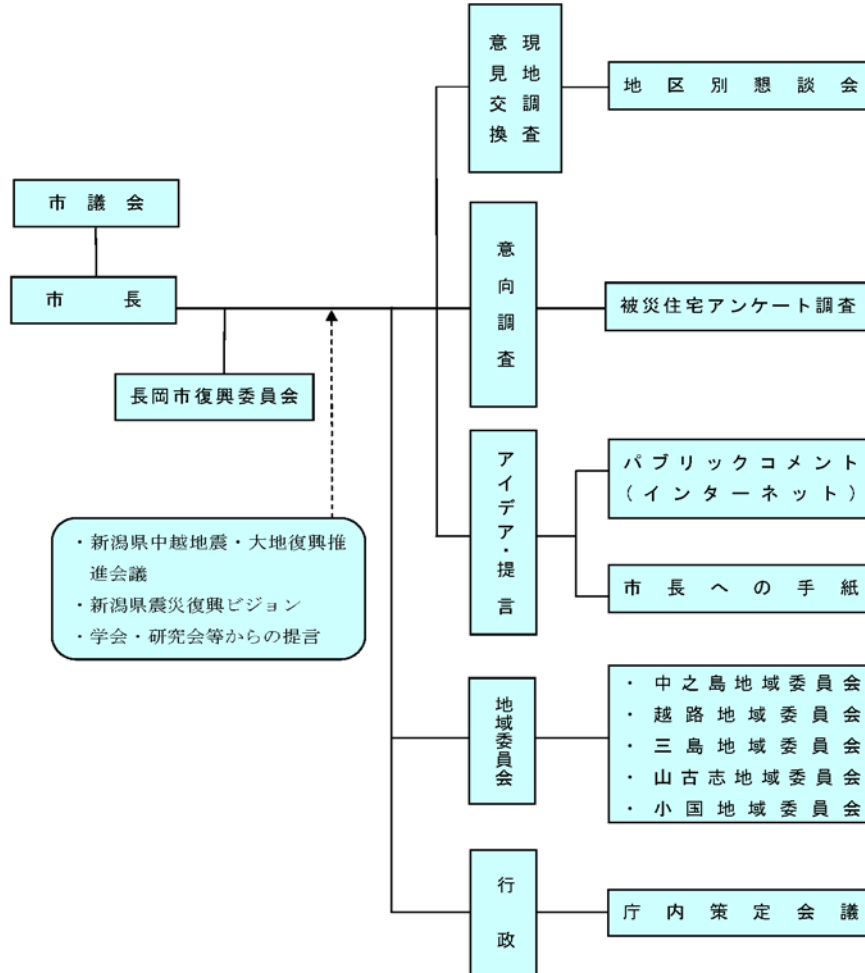 現地調査
意見交換
地区別懇談会
市議会
市長
長岡市復興委員会
意向調査
被災住宅アンケート調査
・新潟県中越地震・大地復興推
進会議
・新潟県震災復興ビジョン
・学会・研究会等からの提言
アイデア・提言
パブリックコメント
(インターネット)
市長への手紙
地域委員会
・中之島地域委員会
・越路地域委員会
・三島地域委員会
・山古志地域委員会
・小国地域委員会
行政
庁内策定会議